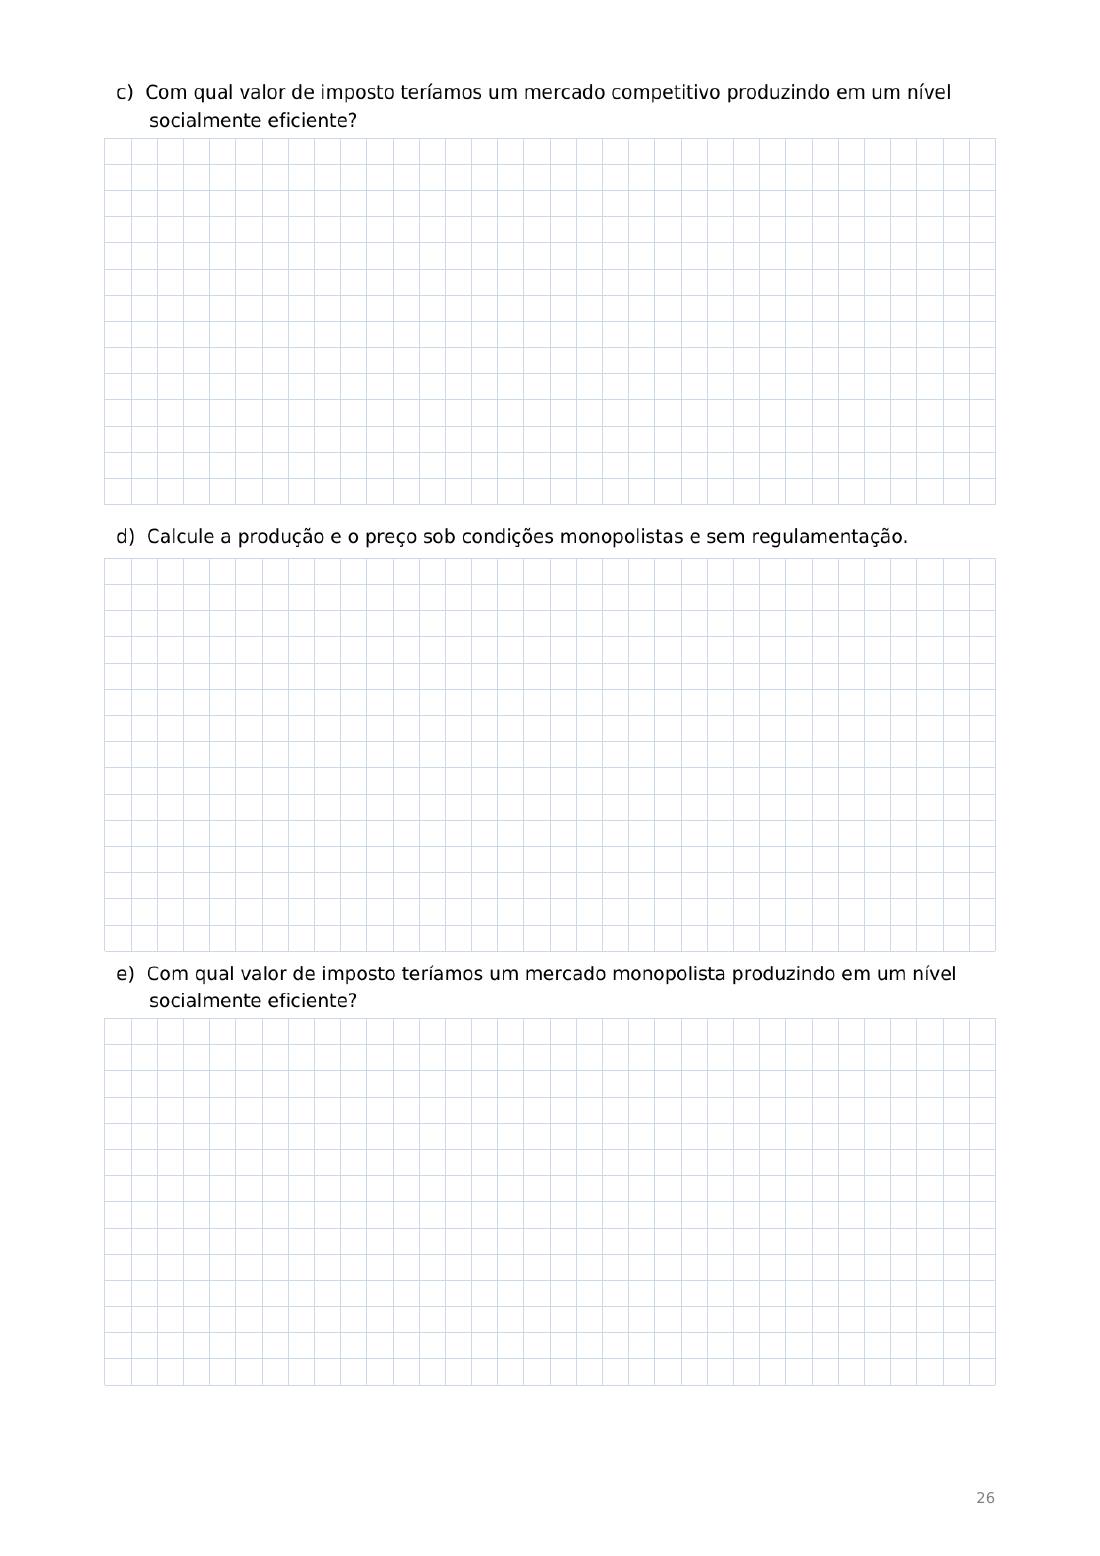 c) Com qual valor de imposto teríamos um mercado competitivo produzindo em um nível
socialmente eficiente?
d) Calcule a produção e o preço sob condições monopolistas e sem regulamentação.
e) Com qual valor de imposto teríamos um mercado monopolista produzindo em um nível
socialmente eficiente?
26